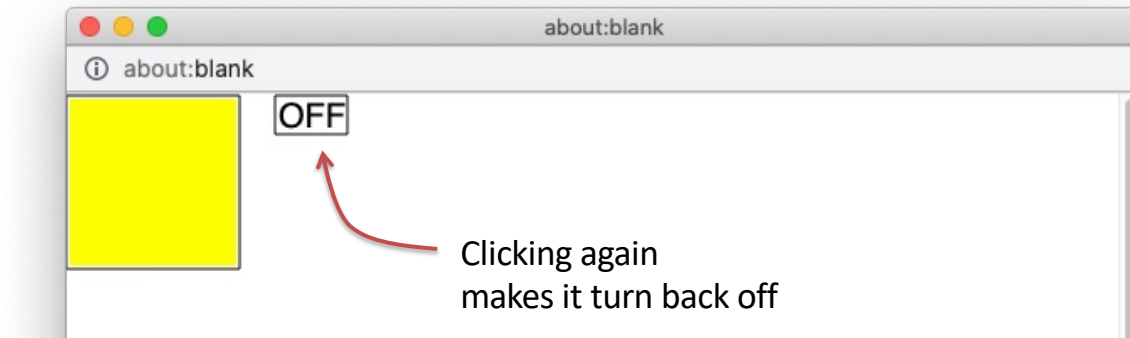 about:blank
about:blank
OFF
Clicking again
makes it turn back off